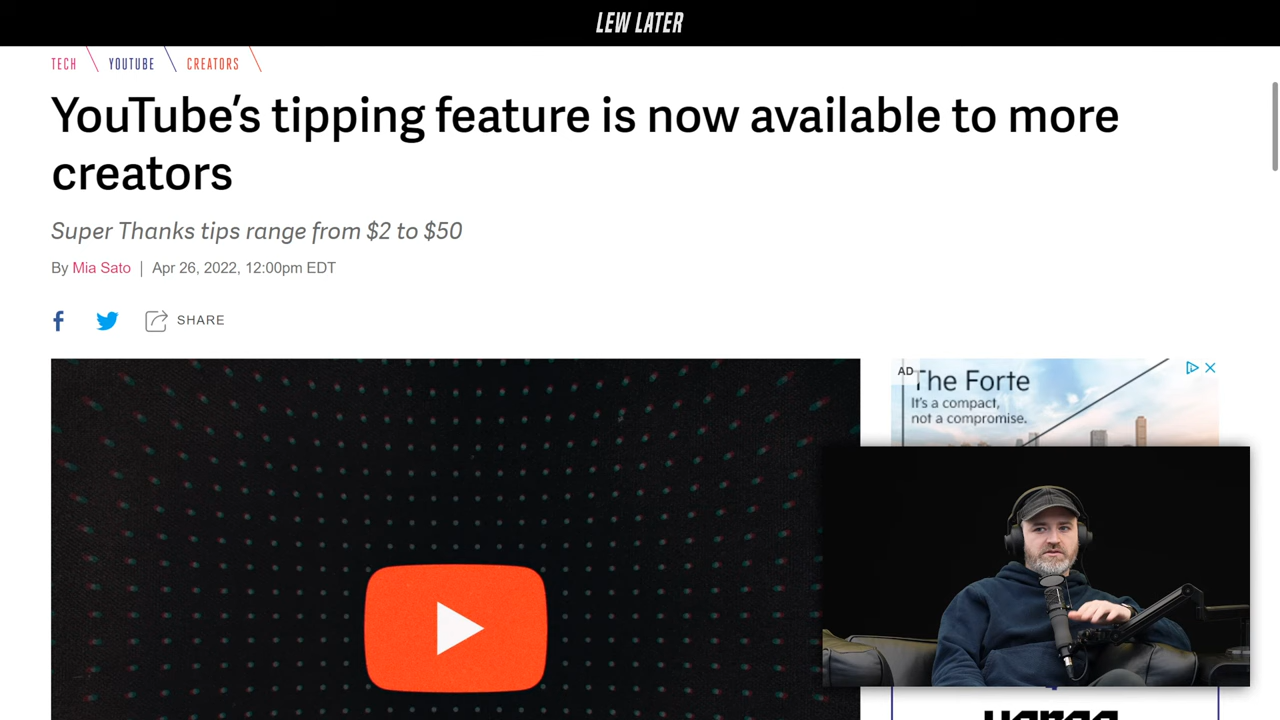 LEW LATER
TECH YOUTUBE CREATORS
YouTube’s tipping feature is now available to more
creators
Super Thanks tips range from $2 to $50
By Mia Sato | Apr 26, 2022, 12:00pm EDT
SHARE
AD
The Forte
It's a compact,
not a compromise.